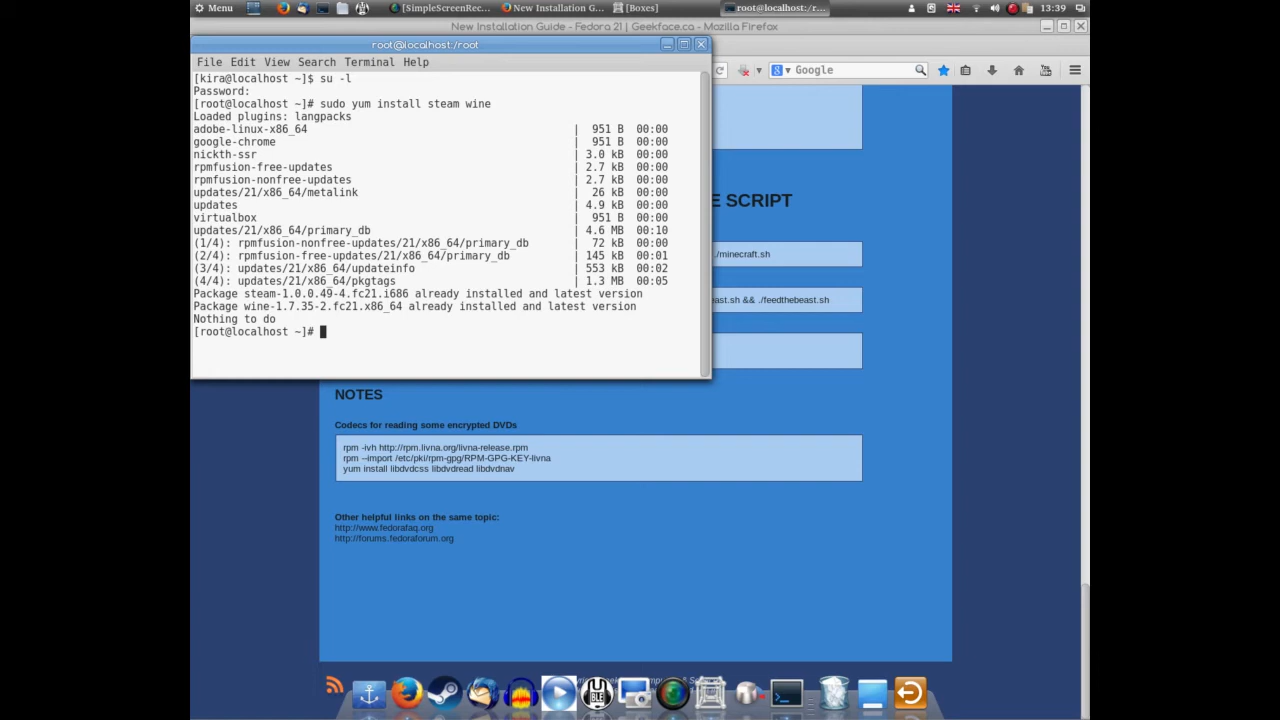 Menu
[SimpleScreenRec...
New Installation G...
[Boxes]
root@localhost:/r...
13:39
New Installation Guide - Fedora 21 | Geekface.ca - Mozilla Firefox
root@localhost:/root
File Edit View Search Terminal Help
Google
[kira@localhost ~]$ su -l
Password:
[root@localhost ~]# sudo yum install steam wine
Loaded plugins: langpacks
adobe-linux-x86_64 | 951 B 00:00
google-chrome | 951 B 00:00
nickth-ssr | 3.0 kB 00:00
rpmfusion-free-updates | 2.7 kB 00:00
rpmfusion-nonfree-updates | 2.7 kB 00:00
updates/21/x86_64/metalink | 26 kB 00:00
updates | 4.9 kB 00:00
virtualbox | 951 B 00:00
updates/21/x86_64/primary_db | 4.6 MB 00:10
(1/4): rpmfusion-nonfree-updates/21/x86_64/primary_db | 72 kB 00:00
(2/4): rpmfusion-free-updates/21/x86_64/primary_db | 145 kB 00:01
(3/4): updates/21/x86_64/updateinfo | 553 kB 00:02
(4/4): updates/21/x86_64/pkgtags | 1.3 MB 00:05
Package steam-1.0.0.49-4.fc21.i686 already installed and latest version
Package wine-1.7.35-2.fc21.x86_64 already installed and latest version
Nothing to do
[root@localhost ~]#
E SCRIPT
./minecraft.sh
east.sh && ./feedthebeast.sh
NOTES
Codecs for reading some encrypted DVDs
rpm -ivh http://rpm.livna.org/livna-release.rpm
rpm --import /etc/pki/rpm-gpg/RPM-GPG-KEY-livna
yum install libdvdcss libdvdread libdvdnav
Other helpful links on the same topic:
http://www.fedorafaq.org
http://forums.fedoraforum.org